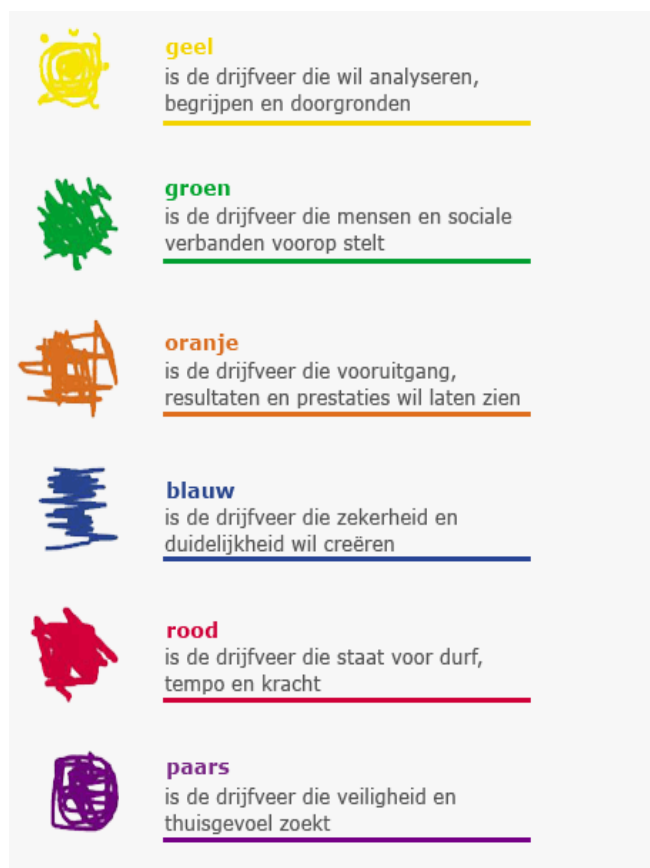 geel
is de drijfveer die wil analyseren,
begrijpen en doorgronden
groen
is de drijfveer die mensen en sociale
verbanden voorop stelt
oranje
is de drijfveer die vooruitgang,
resultaten en prestaties wil laten zien
blauw
is de drijfveer die zekerheid en
duidelijkheid wil creëren
rood
is de drijfveer die staat voor durf,
tempo en kracht
paars
is de drijfveer die veiligheid en
thuisgevoel zoekt